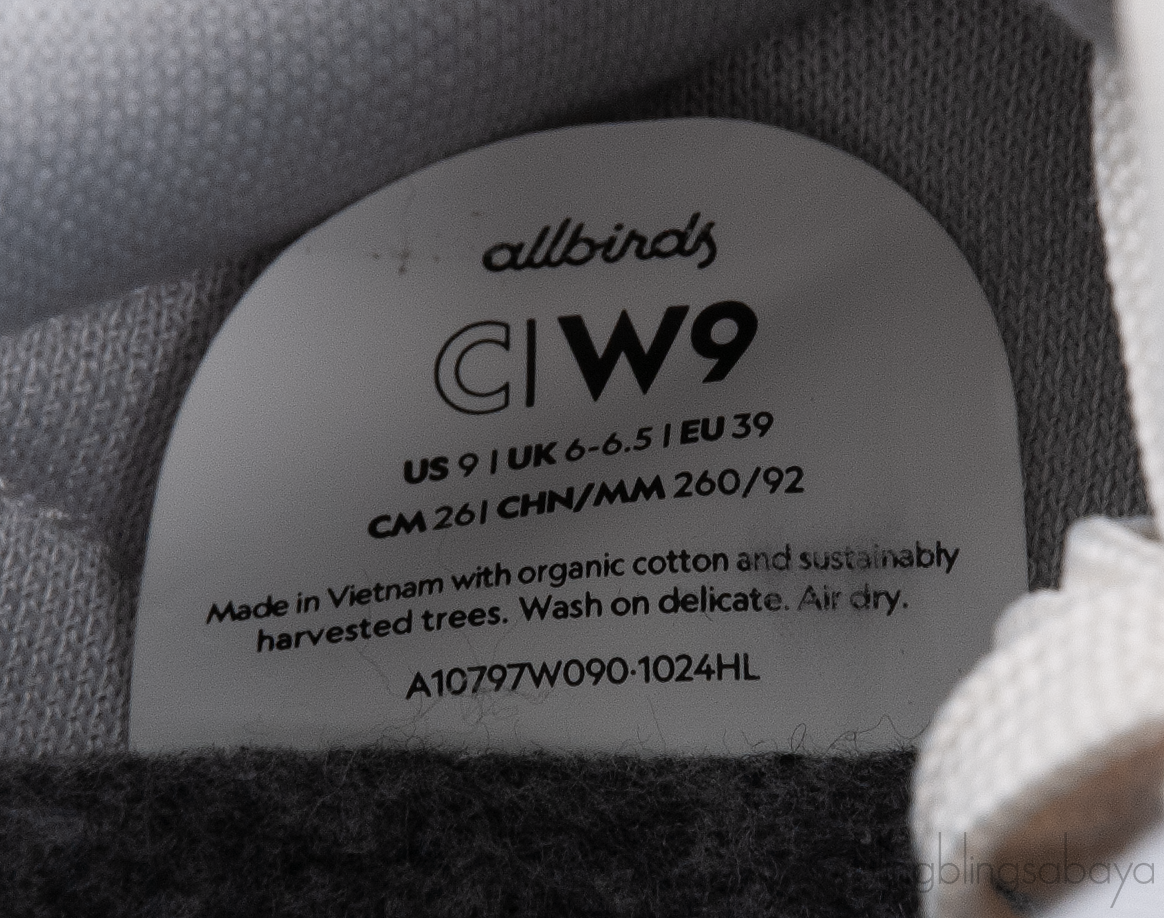 allbirds
C|W9
US 9 | UK 6-6.5 | EU 39
CM 26| CHN/MM 260/92
Made in Vietnam with organic cotton and sustainably
harvested trees. Wash on delicate. Air dry.
A10797W090·1024HL